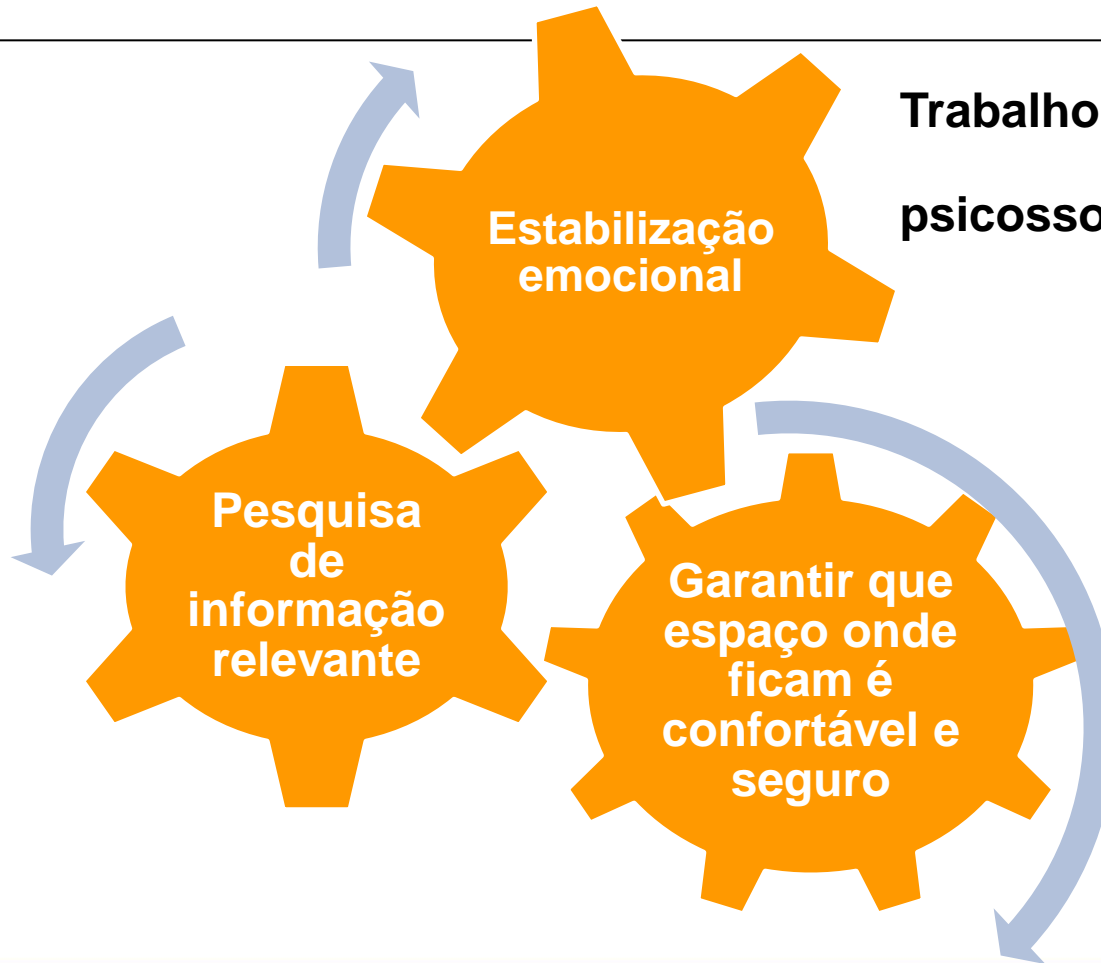 Trabalho
psicosso
Estabilização
emocional
Pesquisa
de
informação
relevante
Garantir que
espaço onde
ficam é
confortável e
seguro